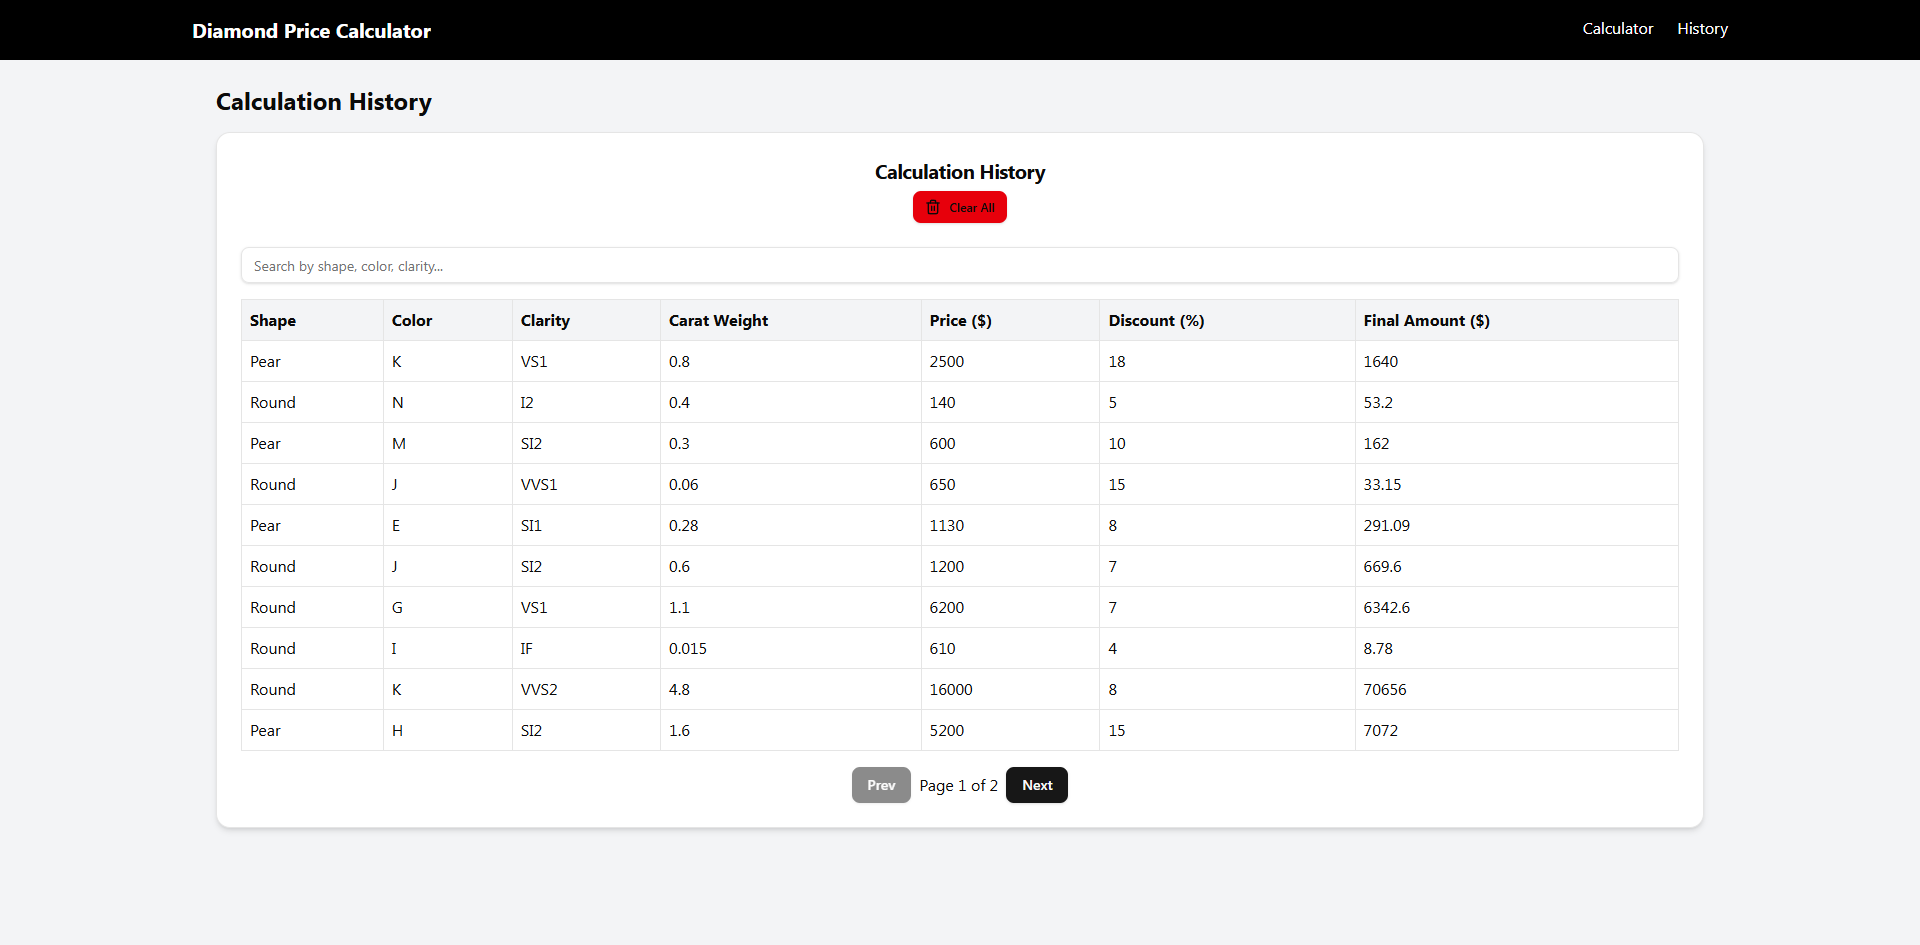 Diamond Price Calculator Calculator History
Calculation History
Calculation History
Clear All
Search by shape, color, clarity...
Shape Color Clarity Carat Weight Price ($) Discount (%) Final Amount ($)
Pear K VS1 0.8 2500 18 1640
Round N I2 0.4 140 5 53.2
Pear M SI2 0.3 600 10 162
Round J VVS1 0.06 650 15 33.15
Pear E SI1 0.28 1130 8 291.09
Round J SI2 0.6 1200 7 669.6
Round G VS1 1.1 6200 7 6342.6
Round I IF 0.015 610 4 8.78
Round K VVS2 4.8 16000 8 70656
Pear H SI2 1.6 5200 15 7072
Prev Page 1 of 2 Next